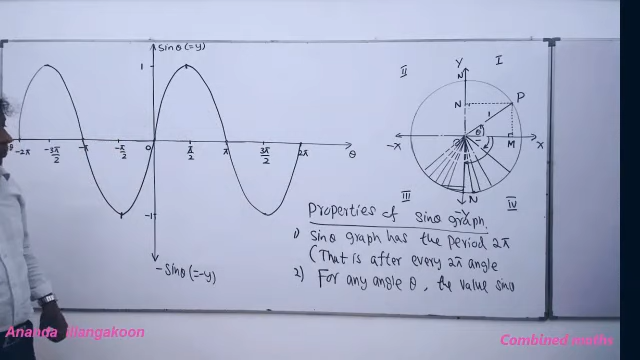 sinθ(=y)
1
-2π -3π/2 -π -π/2 0 π/2 π 3π/2 2π θ
-1
-sinθ(=-y)
II Y I
N
N P
1
θ
-X M X
III N IV
-Y
Properties of sinθ graph.
1) sinθ graph has the period 2π
(That is after every 2π angle
2) For any angle θ, the value sinθ
Ananda Illangakoon
Combined maths